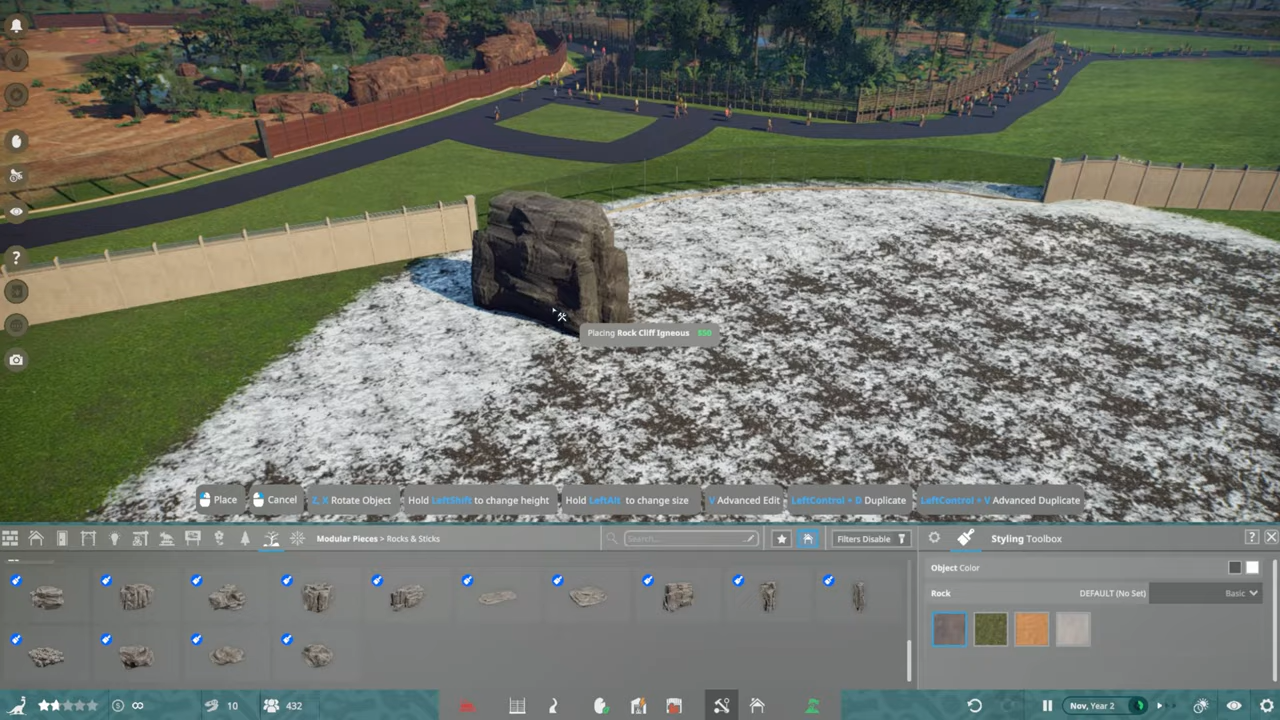 ?
Placing Rock Cliff Igneous $50
Place Cancel Z, X Rotate Object Hold LeftShift to change height Hold LeftAlt to change size V Advanced Edit LeftControl + D Duplicate LeftControl + V Advanced Duplicate
Modular Pieces > Rocks & Sticks Search... Filters Disable Styling Toolbox ? X
Object Color
Rock DEFAULT (No Set) Basic
∞ 10 432 Nov, Year 2